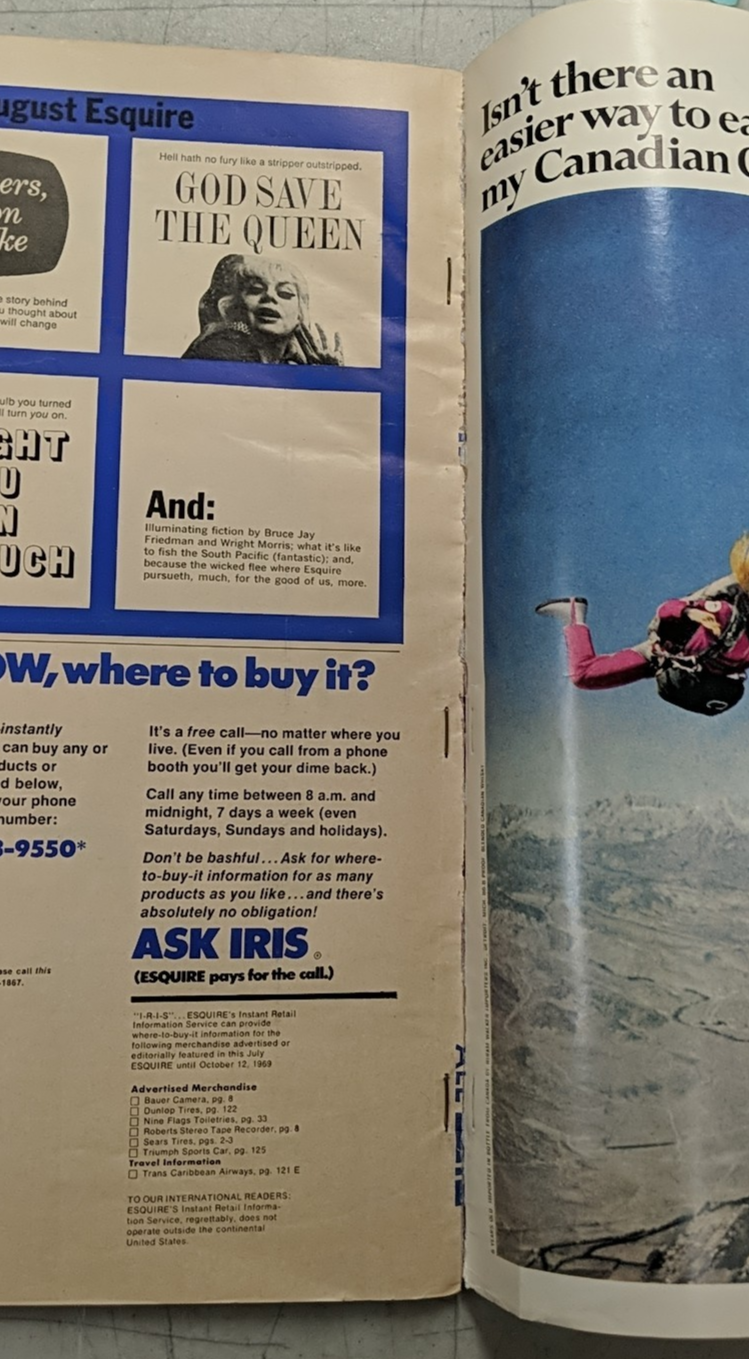 ugust Esquire
ers,
on
ke
e story behind
u thought about
will change
Hell hath no fury like a stripper outstripped.
GOD SAVE
THE QUEEN
ulb you turned
ll turn you on.
GHT
U
N
UCH
And:
Illuminating fiction by Bruce Jay
Friedman and Wright Morris; what it's like
to fish the South Pacific (fantastic); and,
because the wicked flee where Esquire
pursueth, much, for the good of us, more.
OW, where to buy it?
instantly
can buy any or
ducts or
d below,
your phone
number:
3-9550*
ase call this
-1867.
It's a free call—no matter where you
live. (Even if you call from a phone
booth you'll get your dime back.)
Call any time between 8 a.m. and
midnight, 7 days a week (even
Saturdays, Sundays and holidays).
Don't be bashful...Ask for where-
to-buy-it information for as many
products as you like...and there's
absolutely no obligation!
ASK IRIS®
(ESQUIRE pays for the call.)
"I-R-I-S"... ESQUIRE's Instant Retail
Information Service can provide
where-to-buy-it information for the
following merchandise advertised or
editorially featured in this July
ESQUIRE until October 12, 1969
Advertised Merchandise
Bauer Camera, pg. 8
Dunlop Tires, pg. 122
Nine Flags Toiletries, pg. 33
Roberts Stereo Tape Recorder, pg. 8
Sears Tires, pgs. 2-3
Triumph Sports Car, pg. 125
Travel Information
Trans Caribbean Airways, pg. 121 E
TO OUR INTERNATIONAL READERS:
ESQUIRE'S Instant Retail Informa-
tion Service, regrettably, does not
operate outside the continental
United States.
Isn't there an
easier way to ea
my Canadian C